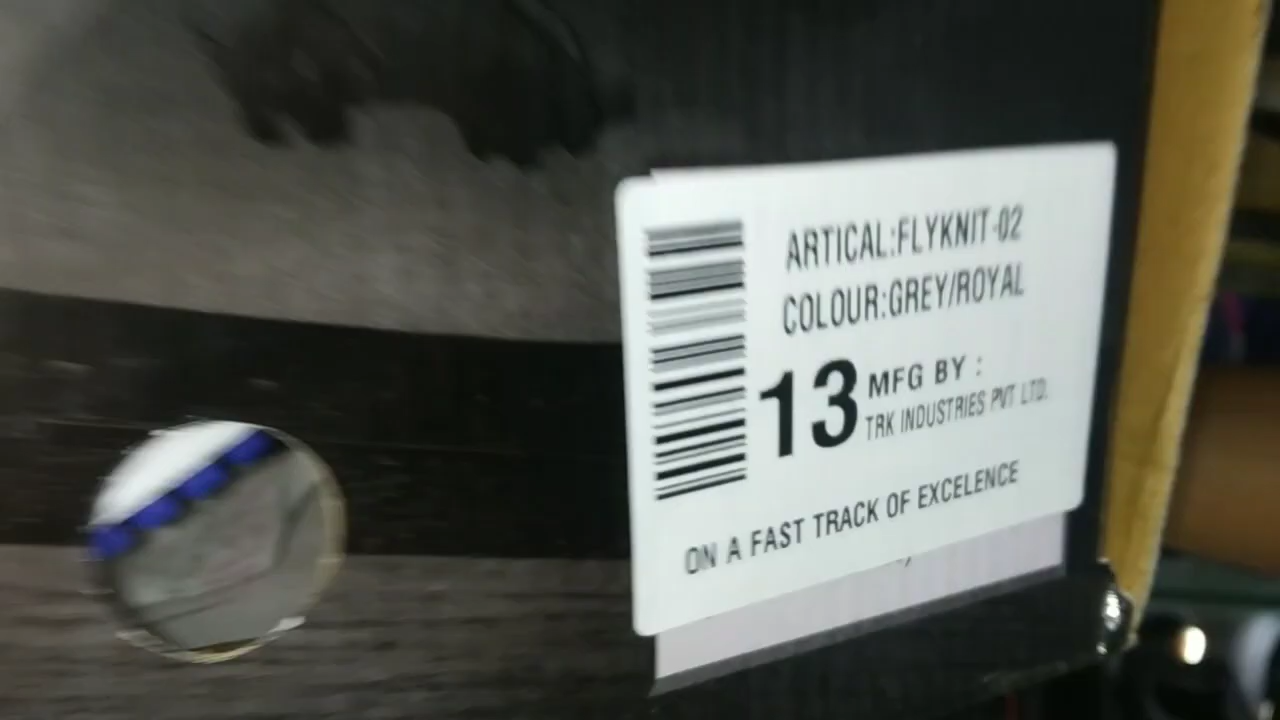 ARTICAL:FLYKNIT-02
COLOUR:GREY/ROYAL
13 MFG BY :
TRK INDUSTRIES PVT LTD.
ON A FAST TRACK OF EXCELENCE